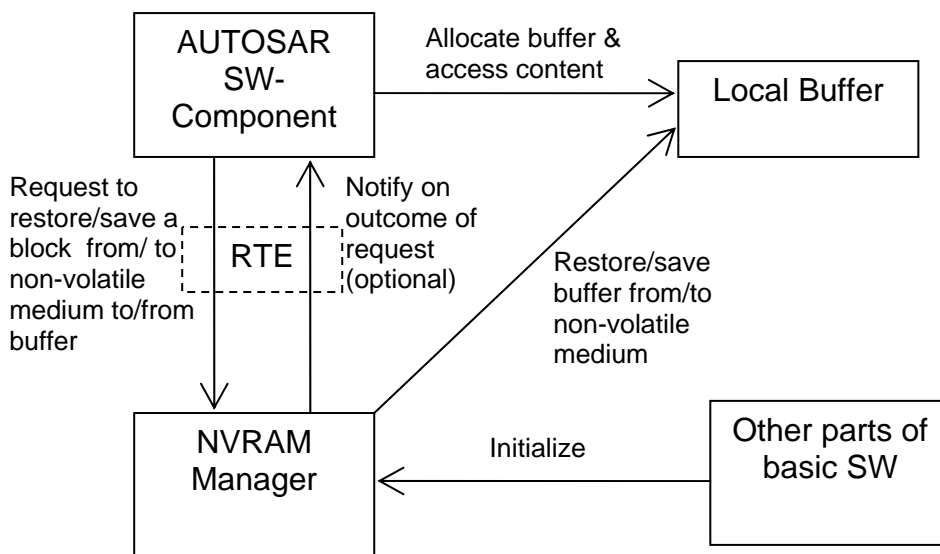 AUTOSAR
SW-
Component
Allocate buffer &
access content
Local Buffer
Request to
restore/save a
block from/ to
non-volatile
medium to/from
buffer
RTE
Notify on
outcome of
request
(optional)
Restore/save
buffer from/to
non-volatile
medium
NVRAM
Manager
Initialize
Other parts of
basic SW